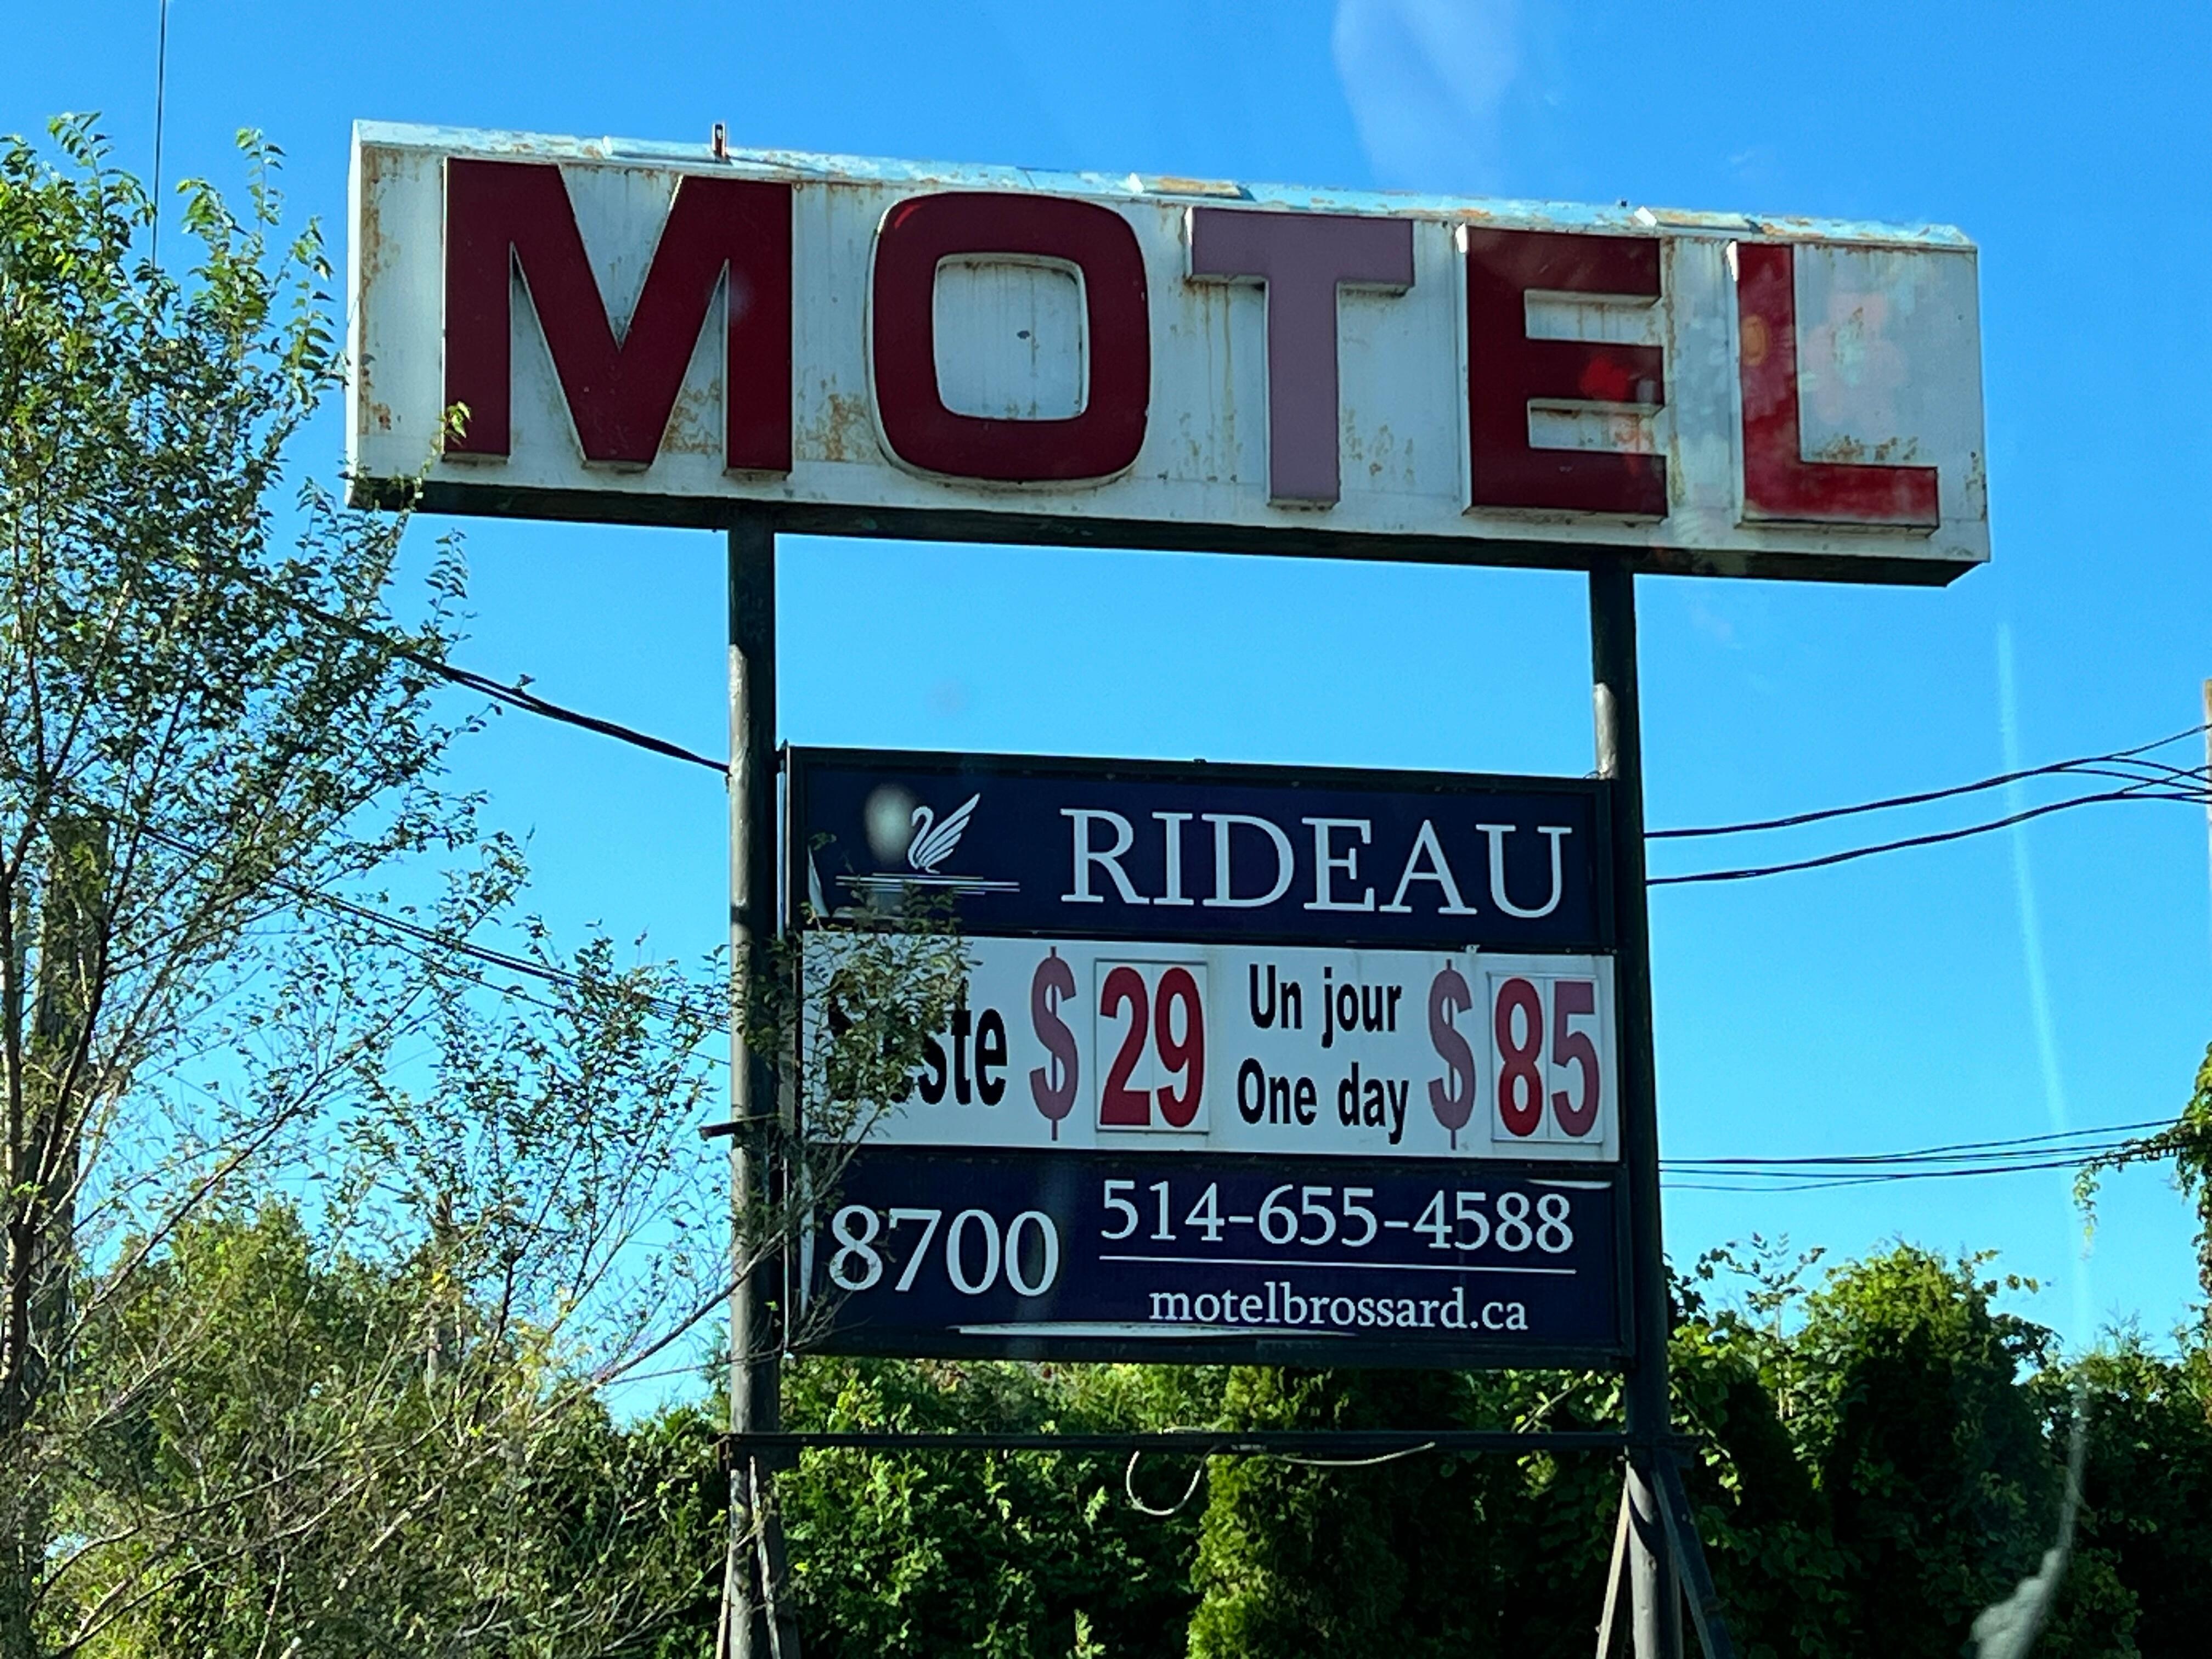 MOTEL
RIDEAU
$ 29
Un jour
One day
$ 85
8700
514-655-4588
motelbrossard.ca